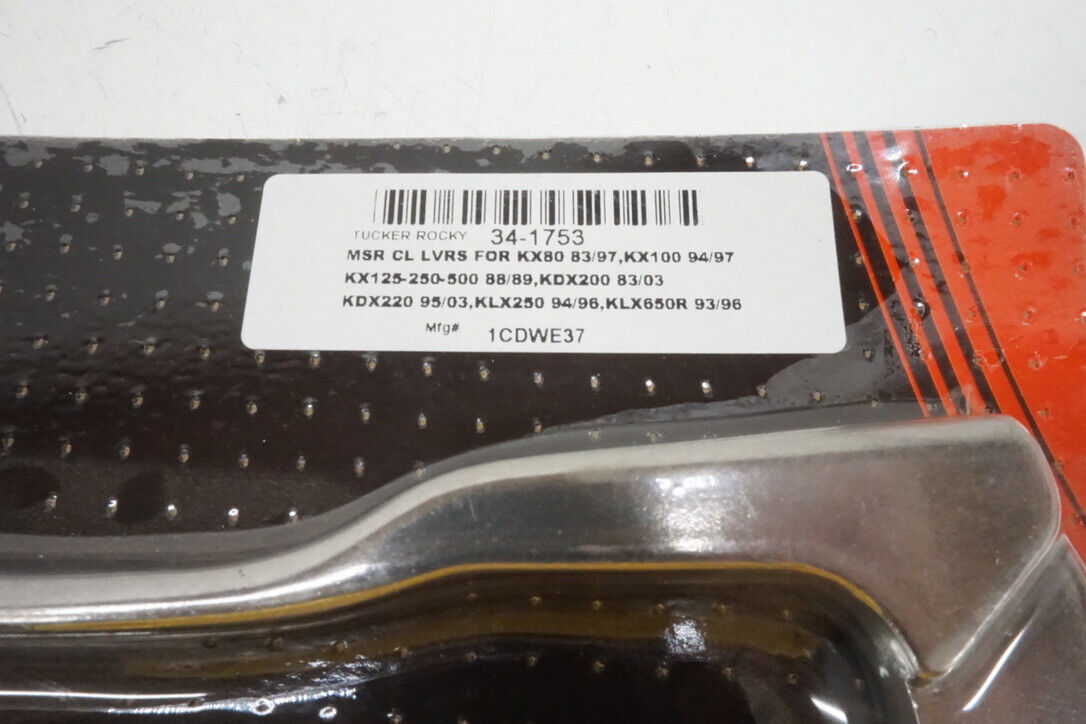 TUCKER ROCKY 34-1753
MSR CL LVRS FOR KX80 83/97,KX100 94/97
KX125-250-500 88/89,KDX200 83/03
KDX220 95/03,KLX250 94/96,KLX650R 93/96
Mfg# 1CDWE37